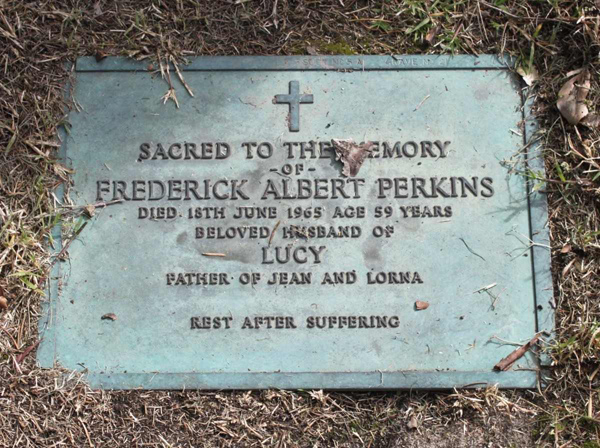 SACRED TO THE MEMORY
-OF-
FREDERICK ALBERT PERKINS
DIED 18TH JUNE 1965 AGE 59 YEARS
BELOVED HUSBAND OF
LUCY
FATHER OF JEAN AND LORNA
REST AFTER SUFFERING